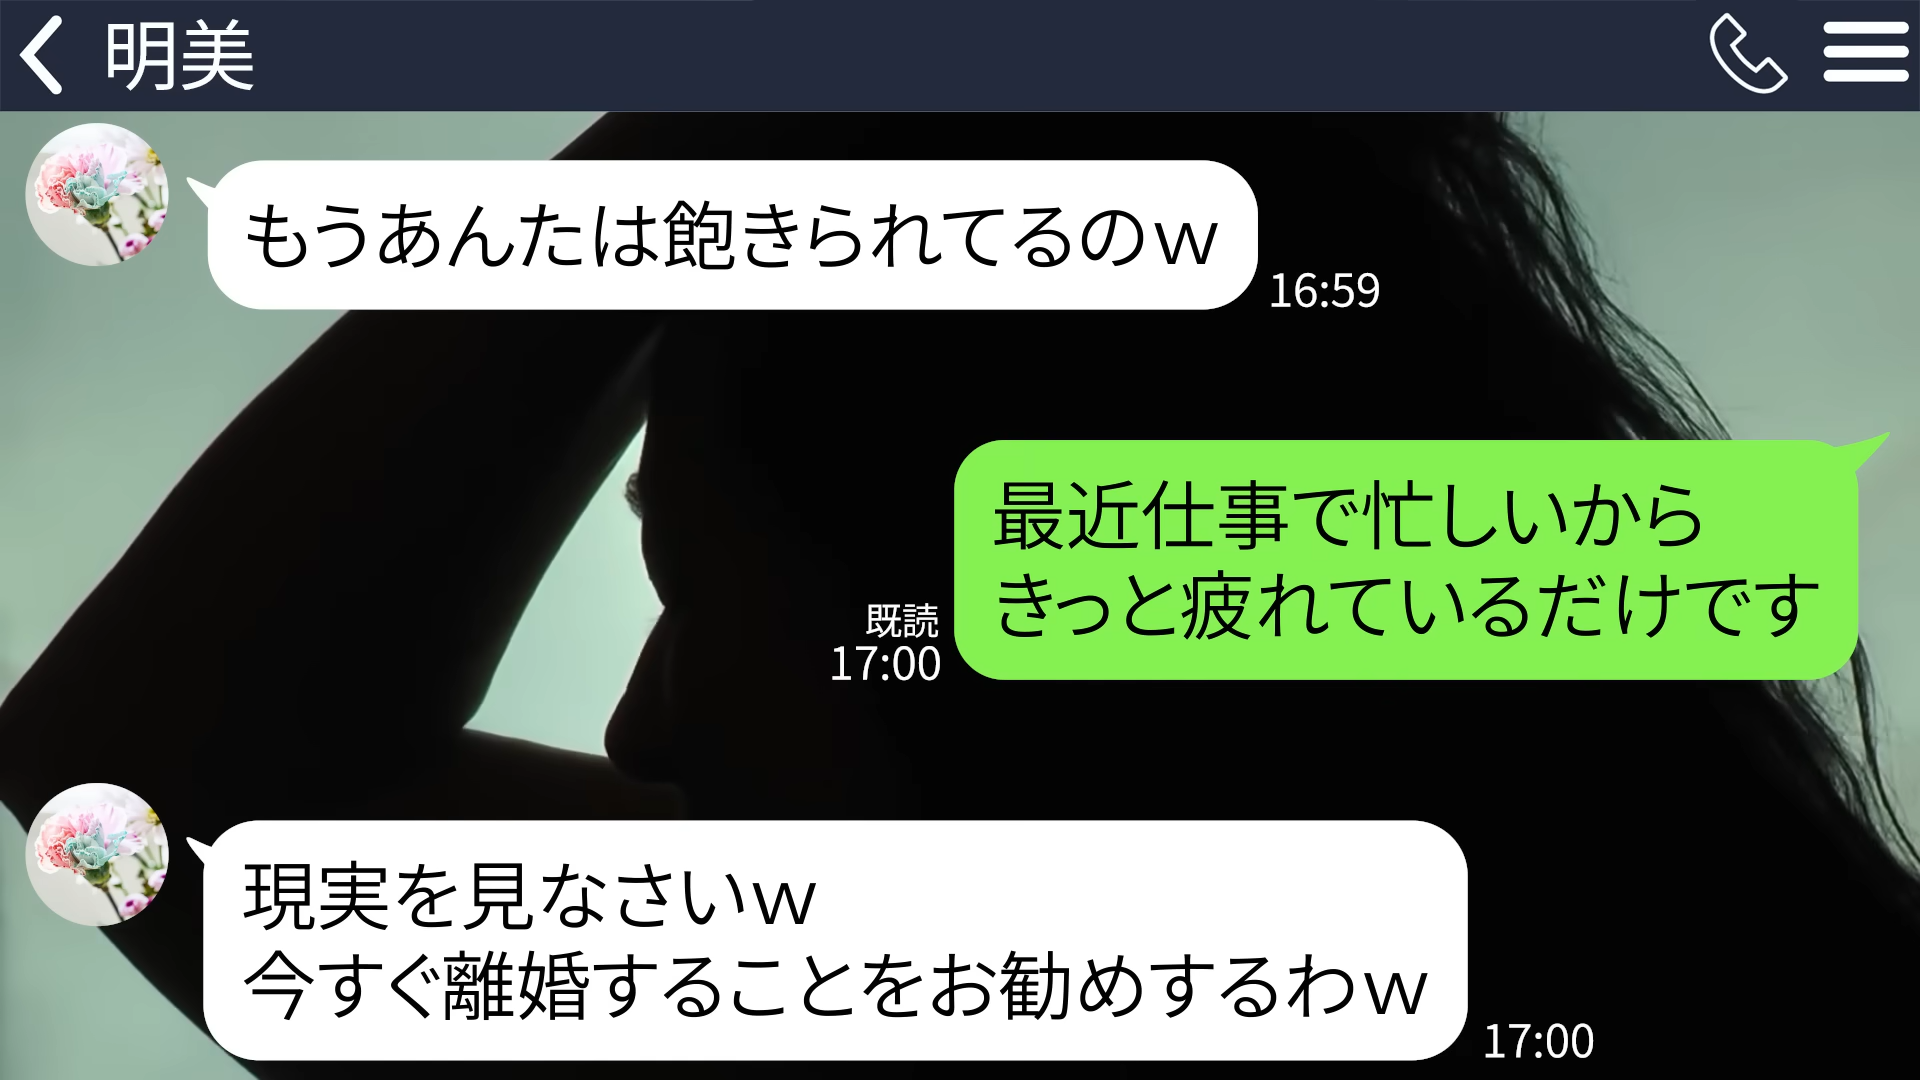 明美
もうあんたは飽きられてるのｗ
16:59
最近仕事で忙しいから
きっと疲れているだけです
既読
17:00
現実を見なさいｗ
今すぐ離婚することをお勧めするわｗ
17:00